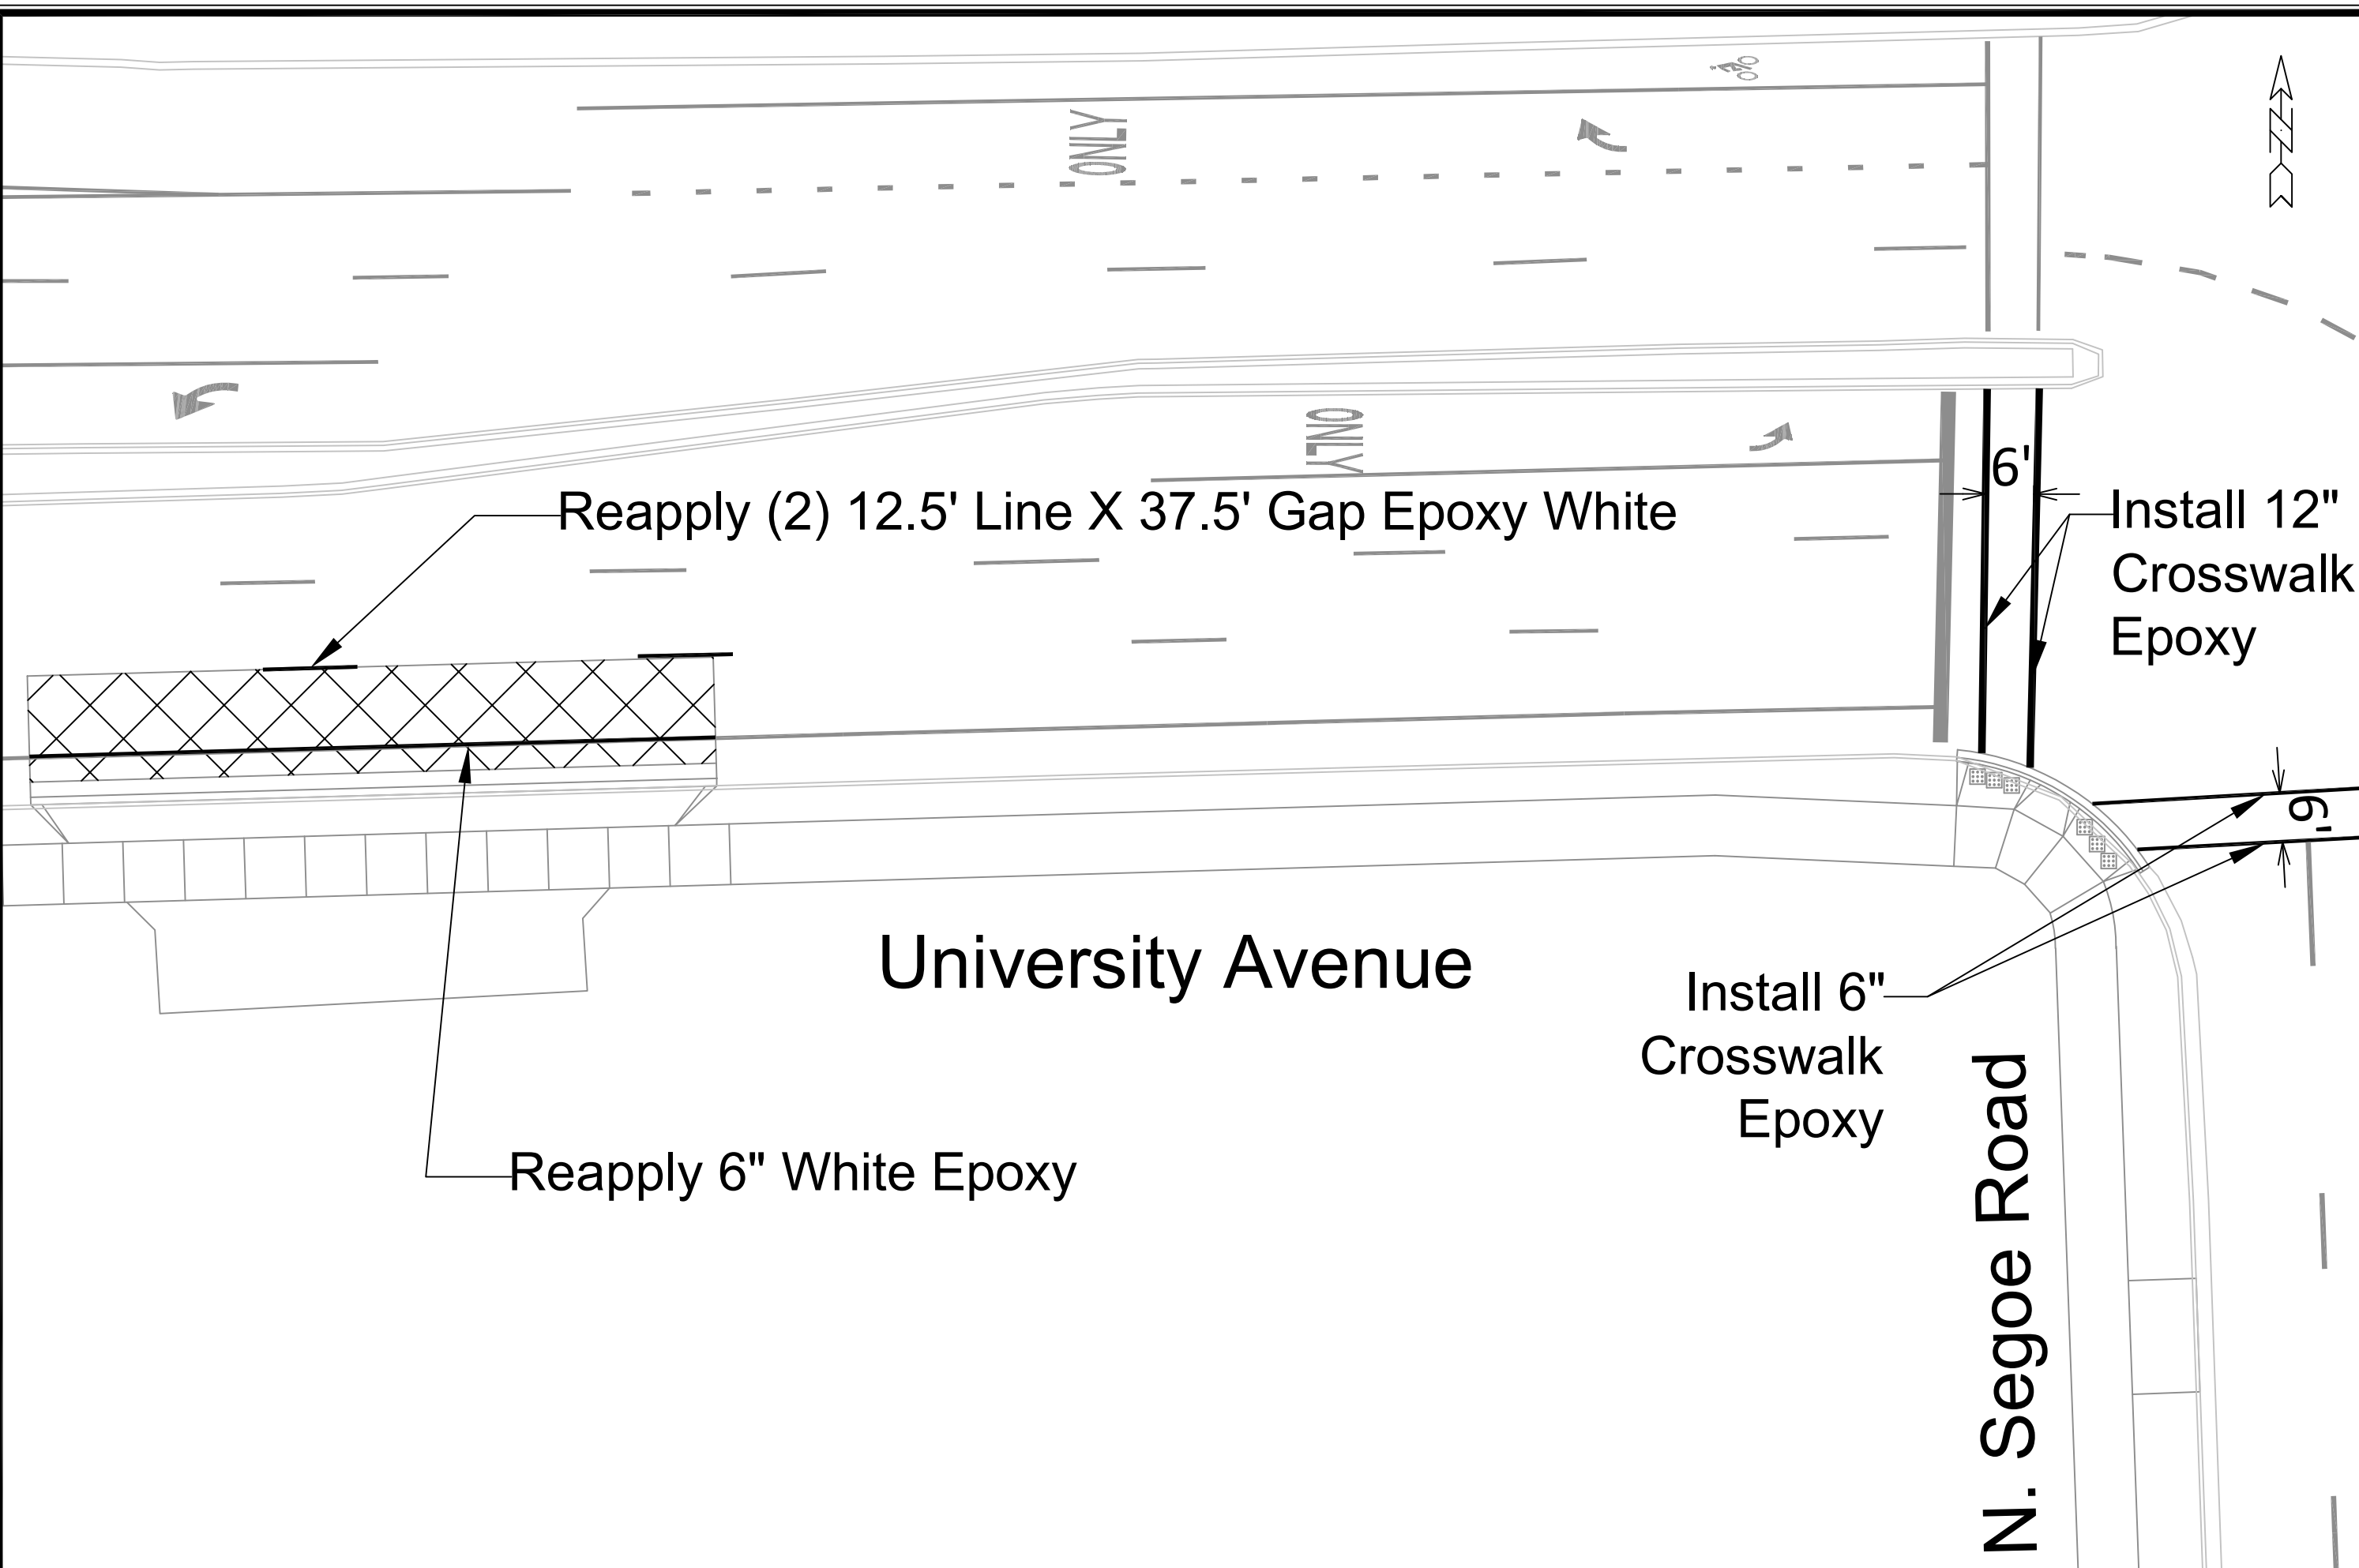 ONLY
ONLY
6'
Reapply (2) 12.5' Line X 37.5' Gap Epoxy White
Install 12"
Crosswalk
Epoxy
6'
University Avenue
Install 6"
Crosswalk
Epoxy
Reapply 6" White Epoxy
N. Segoe Road
N